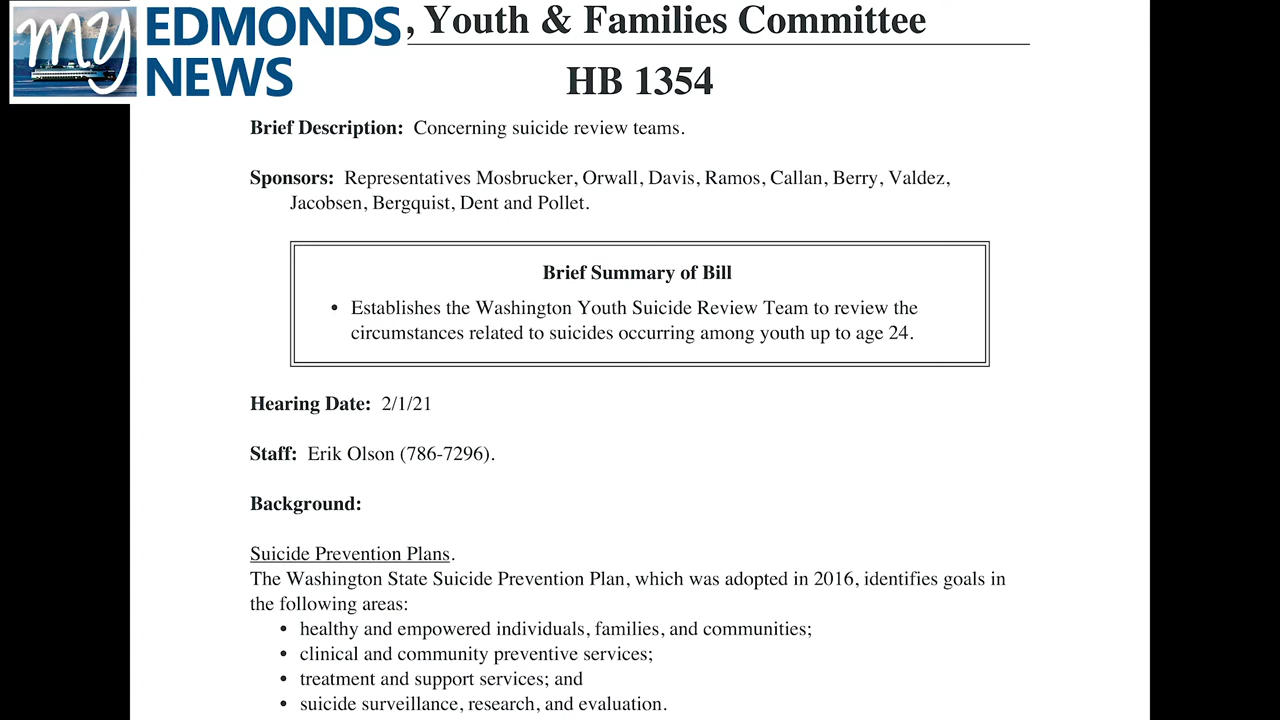 my EDMONDS NEWS
, Youth & Families Committee
HB 1354
Brief Description: Concerning suicide review teams.
Sponsors: Representatives Mosbrucker, Orwall, Davis, Ramos, Callan, Berry, Valdez,
Jacobsen, Bergquist, Dent and Pollet.
Brief Summary of Bill
• Establishes the Washington Youth Suicide Review Team to review the
circumstances related to suicides occurring among youth up to age 24.
Hearing Date: 2/1/21
Staff: Erik Olson (786-7296).
Background:
Suicide Prevention Plans.
The Washington State Suicide Prevention Plan, which was adopted in 2016, identifies goals in
the following areas:
• healthy and empowered individuals, families, and communities;
• clinical and community preventive services;
• treatment and support services; and
• suicide surveillance, research, and evaluation.